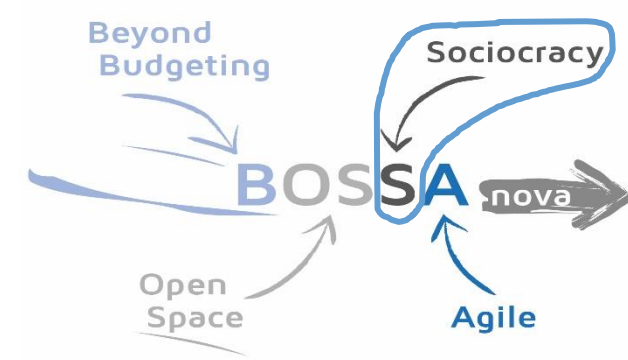 Beyond
Budgeting
Sociocracy
BOSSA nova
Open
Space
Agile